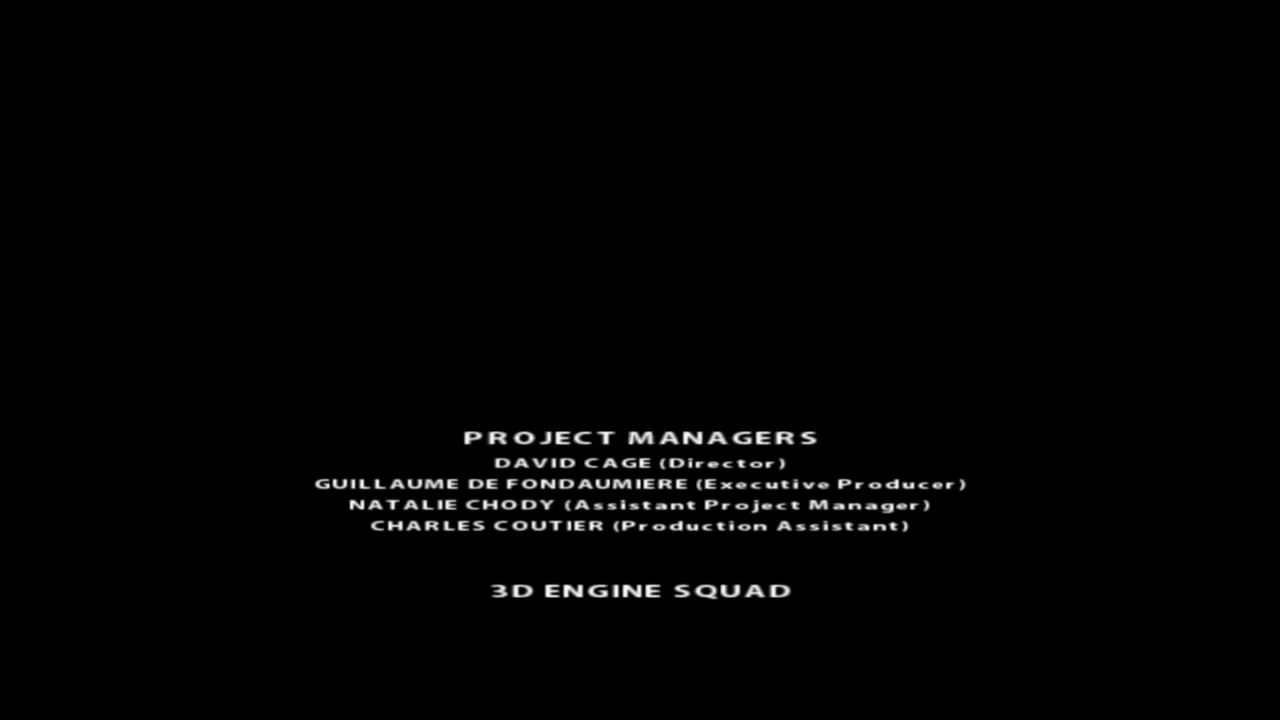 PROJECT MANAGERS
DAVID CAGE (Director)
GUILLAUME DE FONDAUMIERE (Executive Producer)
NATALIE CHODY (Assistant Project Manager)
CHARLES COUTIER (Production Assistant)
3D ENGINE SQUAD